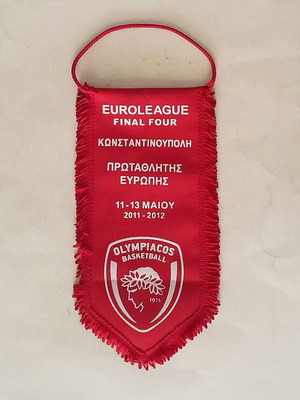 EUROLEAGUE
FINAL FOUR
ΚΩΝΣΤΑΝΤΙΝΟΥΠΟΛΗ
ΠΡΩΤΑΘΛΗΤΗΣ
ΕΥΡΩΠΗΣ
11-13 ΜΑΙΟΥ
2011-2012
OLYMPIACOS
BASKETBALL
1925